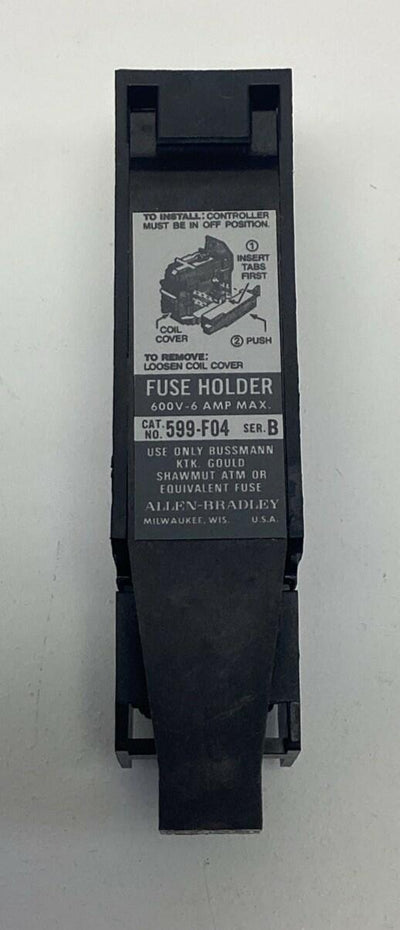 TO INSTALL: CONTROLLER
MUST BE IN OFF POSITION.
①
INSERT
TABS
FIRST
COIL
COVER
② PUSH
TO REMOVE:
LOOSEN COIL COVER
FUSE HOLDER
600V-6 AMP MAX.
CAT. NO. 599-F04 SER. B
USE ONLY BUSSMANN
KTK, GOULD
SHAWMUT ATM OR
EQUIVALENT FUSE
ALLEN-BRADLEY
MILWAUKEE, WIS. U.S.A.